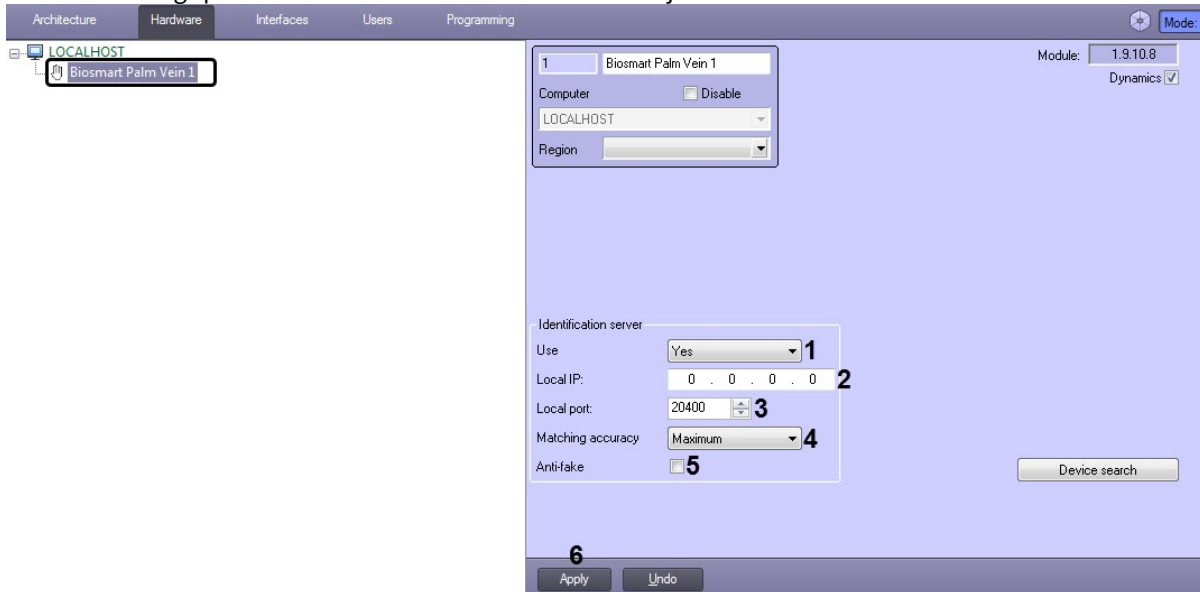 Architecture Hardware Interfaces Users Programming Mode:
LOCALHOST
Biosmart Palm Vein 1
1 Biosmart Palm Vein 1
Module: 1.9.10.8
Dynamics
Computer Disable
LOCALHOST
Region
Identification server
Use Yes 1
Local IP: 0 . 0 . 0 . 0 2
Local port: 20400 3
Matching accuracy Maximum 4
Anti-fake 5
Device search
6
Apply Undo